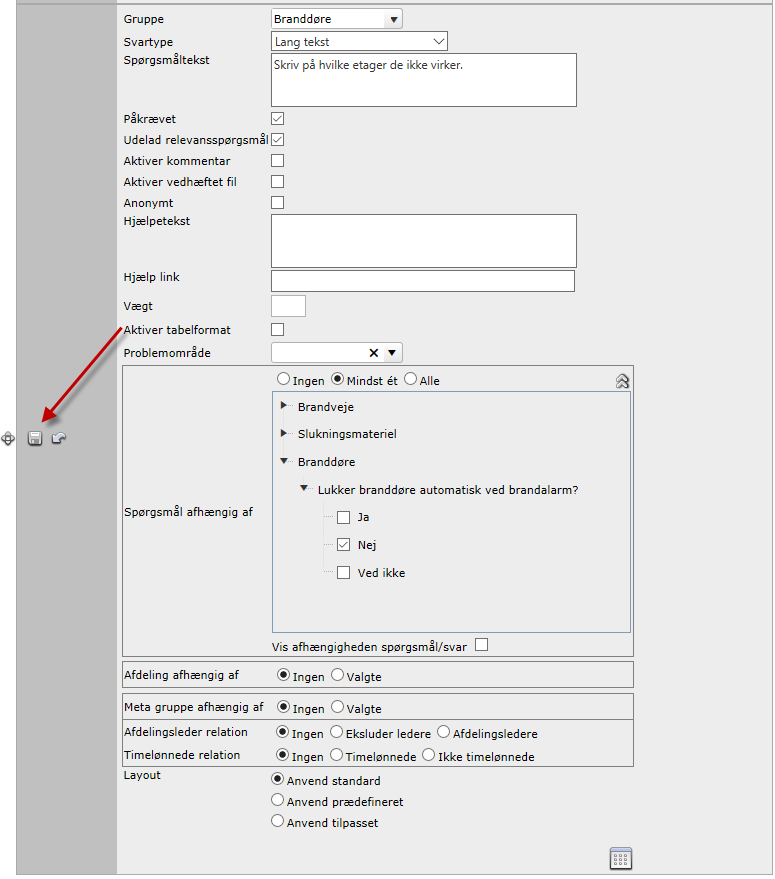 Gruppe Branddøre
Svartype Lang tekst
Spørgsmåltekst Skriv på hvilke etager de ikke virker.
Påkrævet
Udelad relevansspørgsmål
Aktiver kommentar
Aktiver vedhæftet fil
Anonymt
Hjælpetekst
Hjælp link
Vægt
Aktiver tabelformat
Problemområde
Ingen Mindst ét Alle
Brandveje
Slukningsmateriel
Branddøre
Lukker branddøre automatisk ved brandalarm?
Spørgsmål afhængig af
Ja
Nej
Ved ikke
Vis afhængigheden spørgsmål/svar
Afdeling afhængig af Ingen Valgte
Meta gruppe afhængig af Ingen Valgte
Afdelingsleder relation Ingen Eksluder ledere Afdelingsledere
Timelønnede relation Ingen Timelønnede Ikke timelønnede
Layout Anvend standard
Anvend prædefineret
Anvend tilpasset